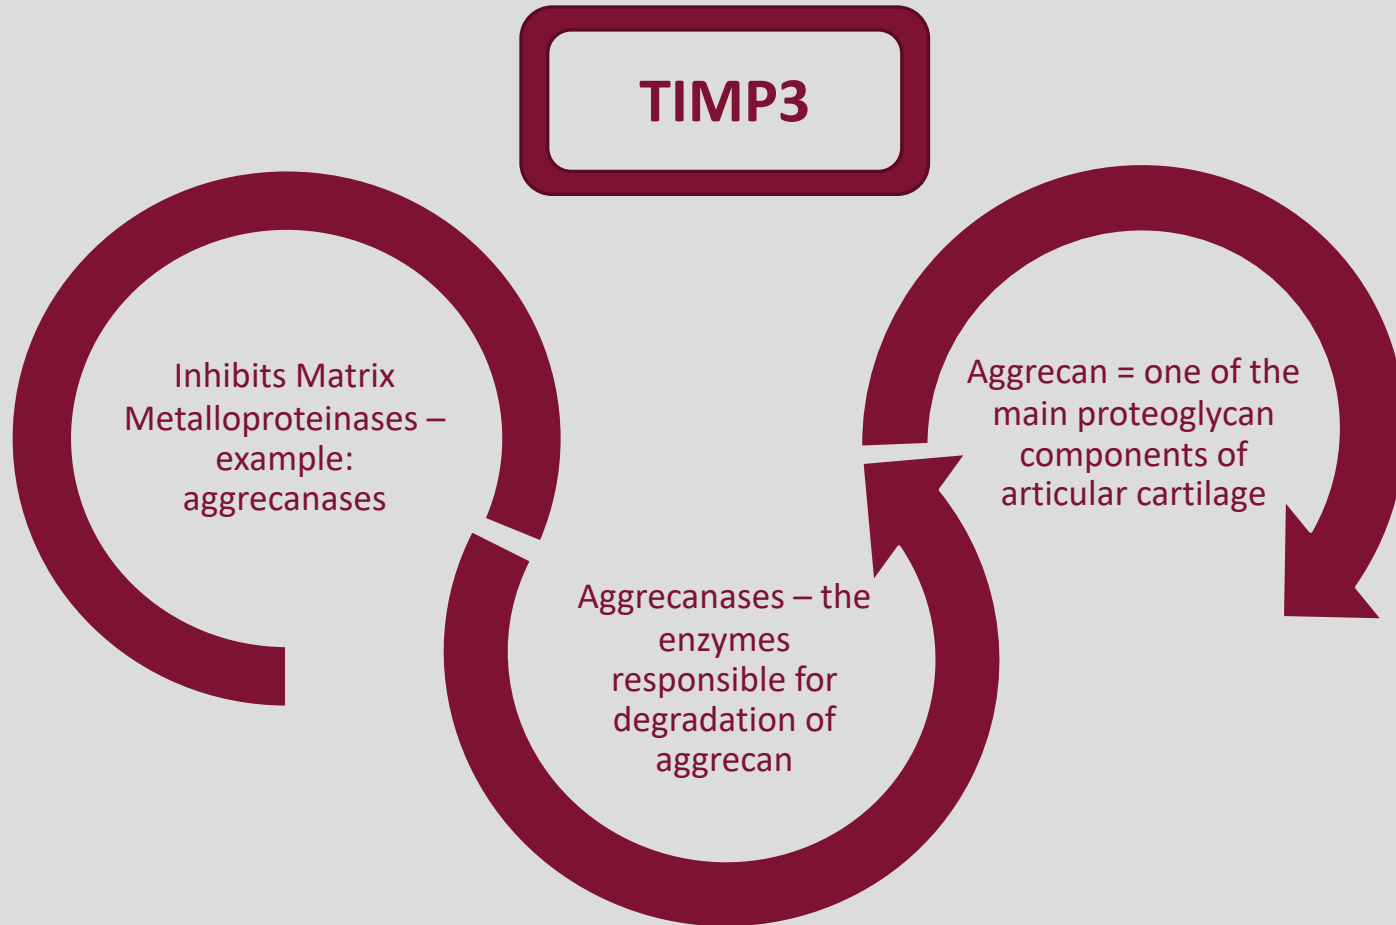 TIMP3
Inhibits Matrix
Metalloproteinases –
example:
aggrecanases
Aggrecanases – the
enzymes
responsible for
degradation of
aggrecan
Aggrecan = one of the
main proteoglycan
components of
articular cartilage